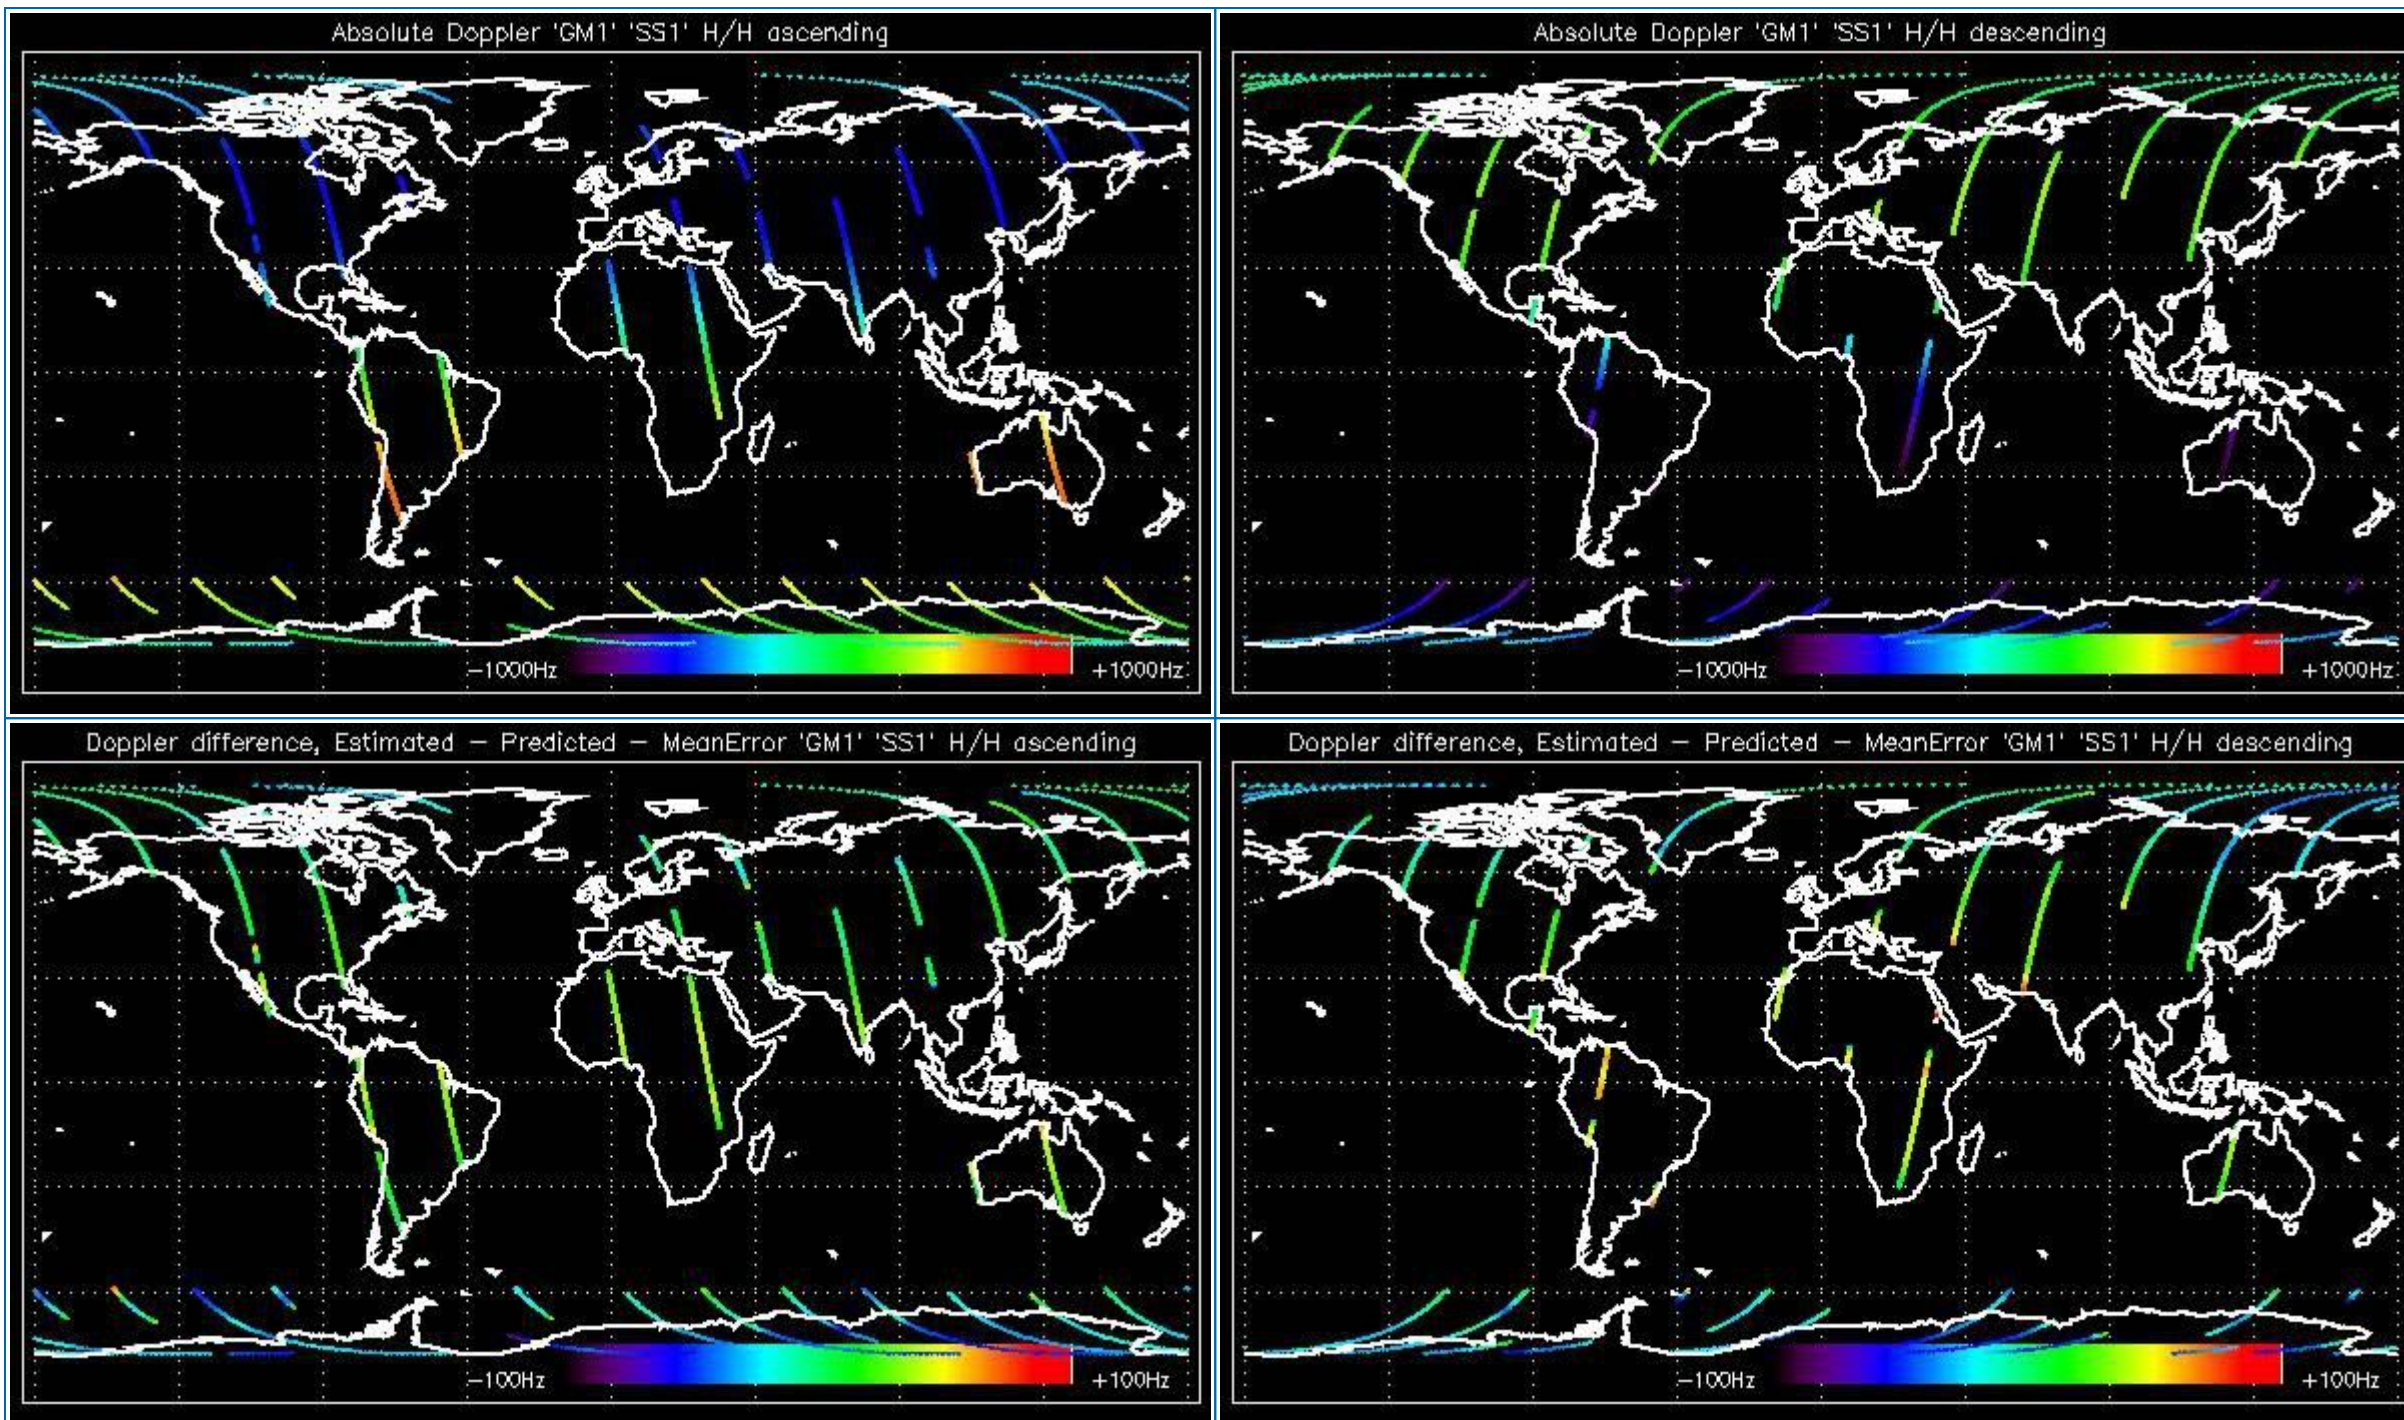 Absolute Doppler 'GM1' 'SS1' H/H ascending
-1000Hz +1000Hz
Absolute Doppler 'GM1' 'SS1' H/H descending
-1000Hz +1000Hz
Doppler difference, Estimated - Predicted - MeanError 'GM1' 'SS1' H/H ascending
-100Hz +100Hz
Doppler difference, Estimated - Predicted - MeanError 'GM1' 'SS1' H/H descending
-100Hz +100Hz